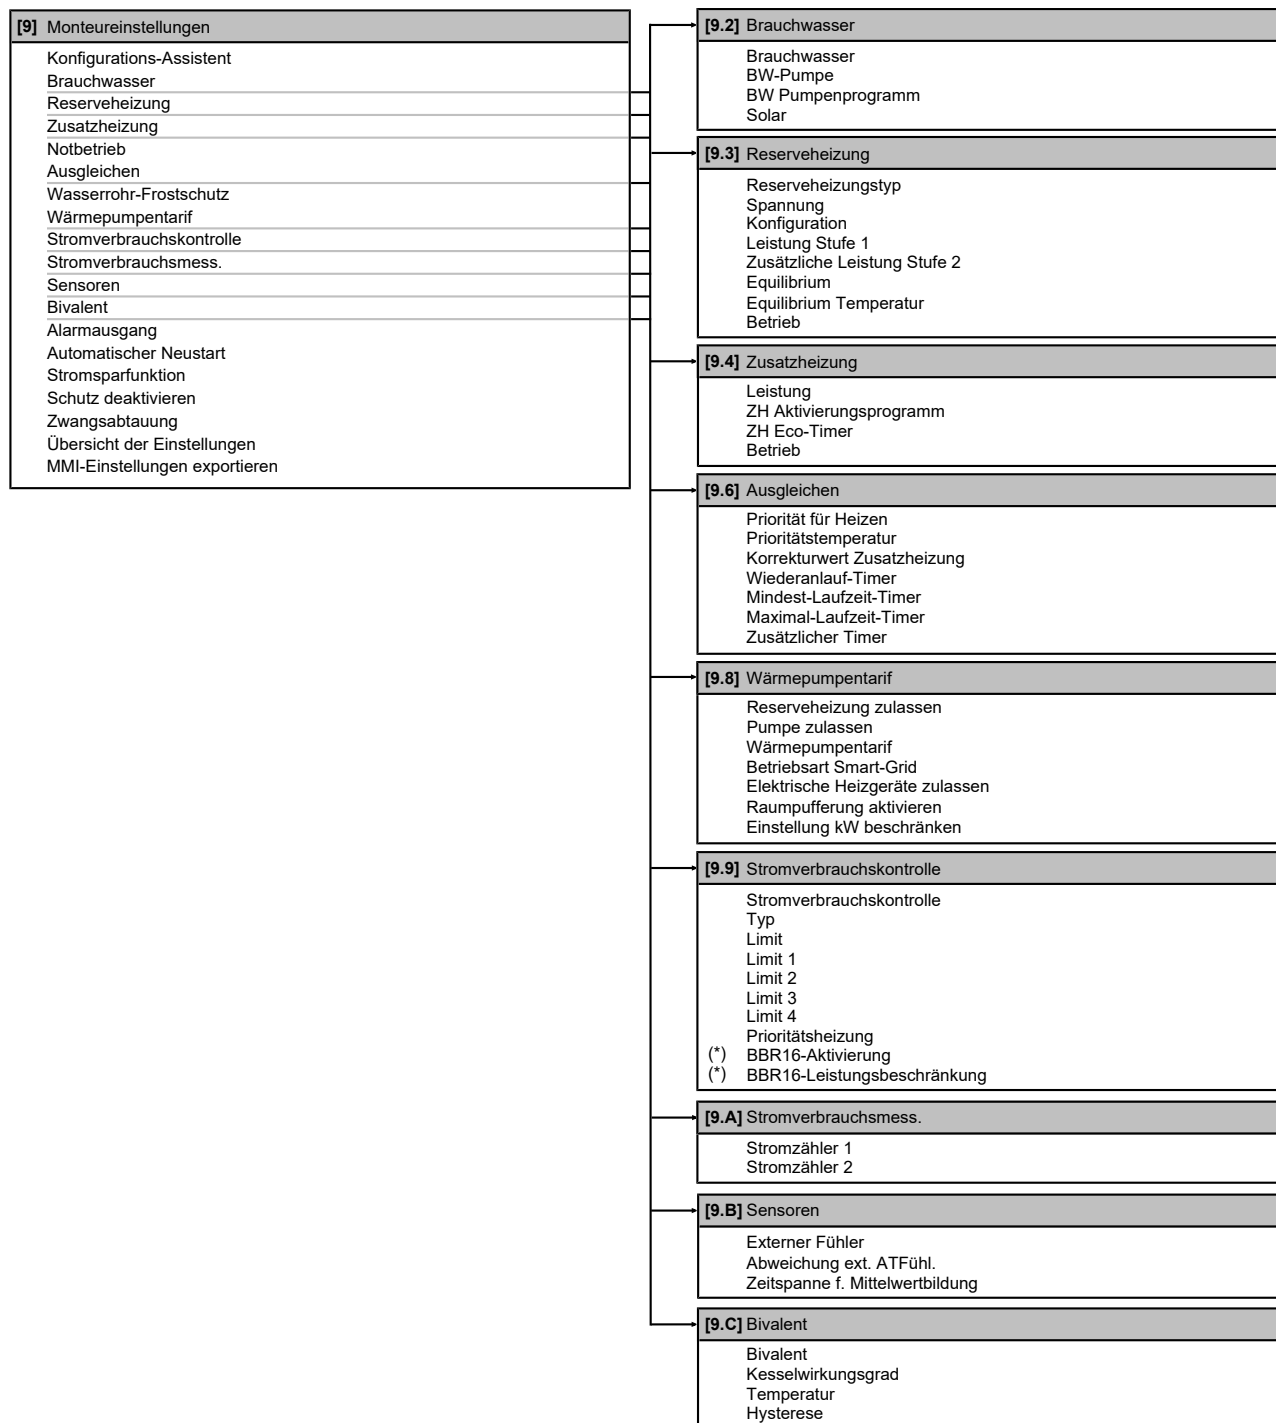 [9] Monteureinstellungen
Konfigurations-Assistent
Brauchwasser
Reserveheizung
Zusatzheizung
Notbetrieb
Ausgleichen
Wasserrohr-Frostschutz
Wärmepumpentarif
Stromverbrauchskontrolle
Stromverbrauchsmess.
Sensoren
Bivalent
Alarmausgang
Automatischer Neustart
Stromsparfunktion
Schutz deaktivieren
Zwangsabtauung
Übersicht der Einstellungen
MMI-Einstellungen exportieren
[9.2] Brauchwasser
Brauchwasser
BW-Pumpe
BW Pumpenprogramm
Solar
[9.3] Reserveheizung
Reserveheizungstyp
Spannung
Konfiguration
Leistung Stufe 1
Zusätzliche Leistung Stufe 2
Equilibrium
Equilibrium Temperatur
Betrieb
[9.4] Zusatzheizung
Leistung
ZH Aktivierungsprogramm
ZH Eco-Timer
Betrieb
[9.6] Ausgleichen
Priorität für Heizen
Prioritätstemperatur
Korrekturwert Zusatzheizung
Wiederanlauf-Timer
Mindest-Laufzeit-Timer
Maximal-Laufzeit-Timer
Zusätzlicher Timer
[9.8] Wärmepumpentarif
Reserveheizung zulassen
Pumpe zulassen
Wärmepumpentarif
Betriebsart Smart-Grid
Elektrische Heizgeräte zulassen
Raumpufferung aktivieren
Einstellung kW beschränken
[9.9] Stromverbrauchskontrolle
Stromverbrauchskontrolle
Typ
Limit
Limit 1
Limit 2
Limit 3
Limit 4
Prioritätsheizung
(*) BBR16-Aktivierung
(*) BBR16-Leistungsbeschränkung
[9.A] Stromverbrauchsmess.
Stromzähler 1
Stromzähler 2
[9.B] Sensoren
Externer Fühler
Abweichung ext. ATFühl.
Zeitspanne f. Mittelwertbildung
[9.C] Bivalent
Bivalent
Kesselwirkungsgrad
Temperatur
Hysterese